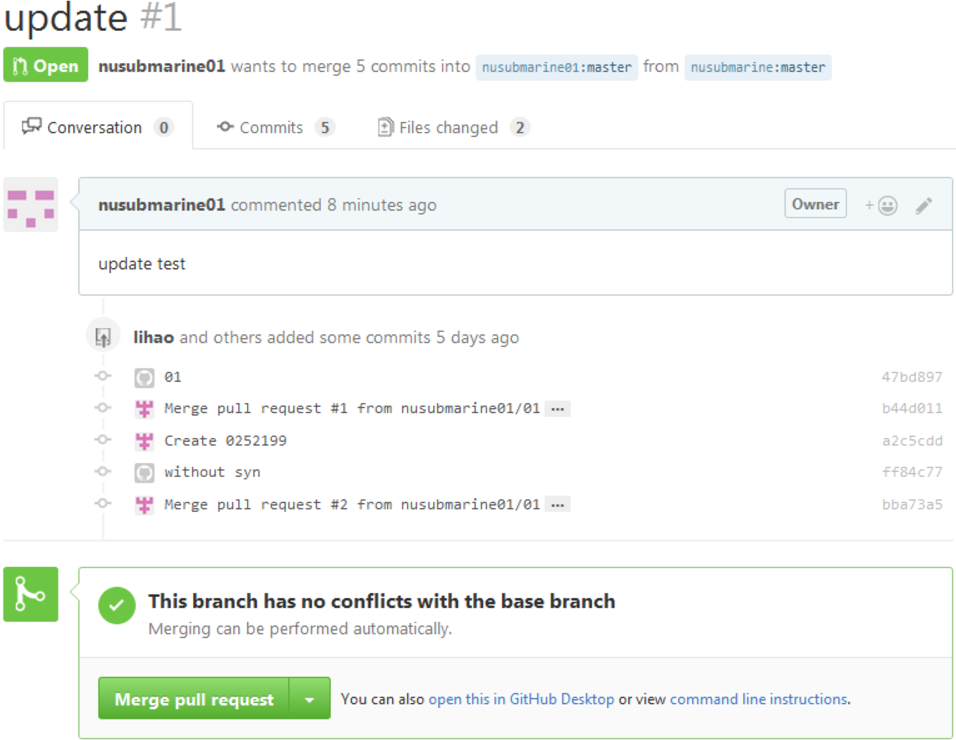 update #1
Open nusubmarine01 wants to merge 5 commits into nusubmarine01:master from nusubmarine:master
Conversation 0 Commits 5 Files changed 2
nusubmarine01 commented 8 minutes ago Owner +
update test
lihao and others added some commits 5 days ago
01 47bd897
Merge pull request #1 from nusubmarine01/01 ... b44d011
Create 0252199 a2c5cdd
without syn ff84c77
Merge pull request #2 from nusubmarine01/01 ... bba73a5
This branch has no conflicts with the base branch
Merging can be performed automatically.
Merge pull request You can also open this in GitHub Desktop or view command line instructions.